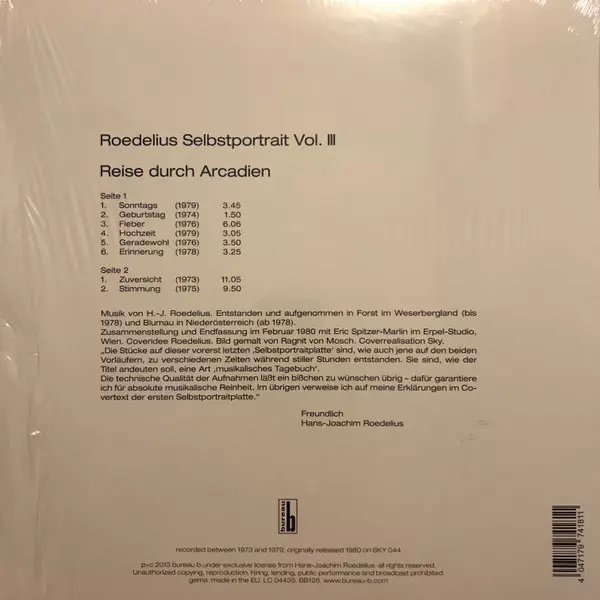 Roedelius Selbstportrait Vol. III
Reise durch Arcadien
Seite 1
1. Sonntags (1979) 3.45
2. Geburtstag (1974) 1.50
3. Fieber (1976) 6.06
4. Hochzeit (1979) 3.05
5. Geradewohl (1976) 3.50
6. Erinnerung (1978) 3.25
Seite 2
1. Zuversicht (1973) 11.05
2. Stimmung (1975) 9.50
Musik von H.-J. Roedelius. Entstanden und aufgenommen in Forst im Weserbergland (bis
1978) und Blumau in Niederösterreich (ab 1978).
Zusammenstellung und Endfassung im Februar 1980 mit Eric Spitzer-Marlin im Erpel-Studio,
Wien. Coveridee Roedelius. Bild gemalt von Ragnit von Mosch. Coverrealisation Sky.
„Die Stücke auf dieser vorerst letzten ‚Selbstportraitplatte‘ sind, wie auch jene auf den beiden
Vorläufern, zu verschiedenen Zeiten während stiller Stunden entstanden. Sie sind, wie der
Titel andeuten soll, eine Art ‚musikalisches Tagebuch‘.
Die technische Qualität der Aufnahmen läßt ein bißchen zu wünschen übrig – dafür garantiere
ich für absolute musikalische Reinheit. Im übrigen verweise ich auf meine Erklärungen im Co-
vertext der ersten Selbstportraitplatte.“
Freundlich
Hans-Joachim Roedelius
bureau b
recorded between 1973 and 1979, originally released 1980 on SKY 044
p+c 2013 bureau b under exclusive license from Hans-Joachim Roedelius. all rights reserved.
Unauthorized copying, reproduction, hiring, lending, public performance and broadcast prohibited.
gema. made in the EU, LC 04435. BB126. www.bureau-b.com
4 047179 741811